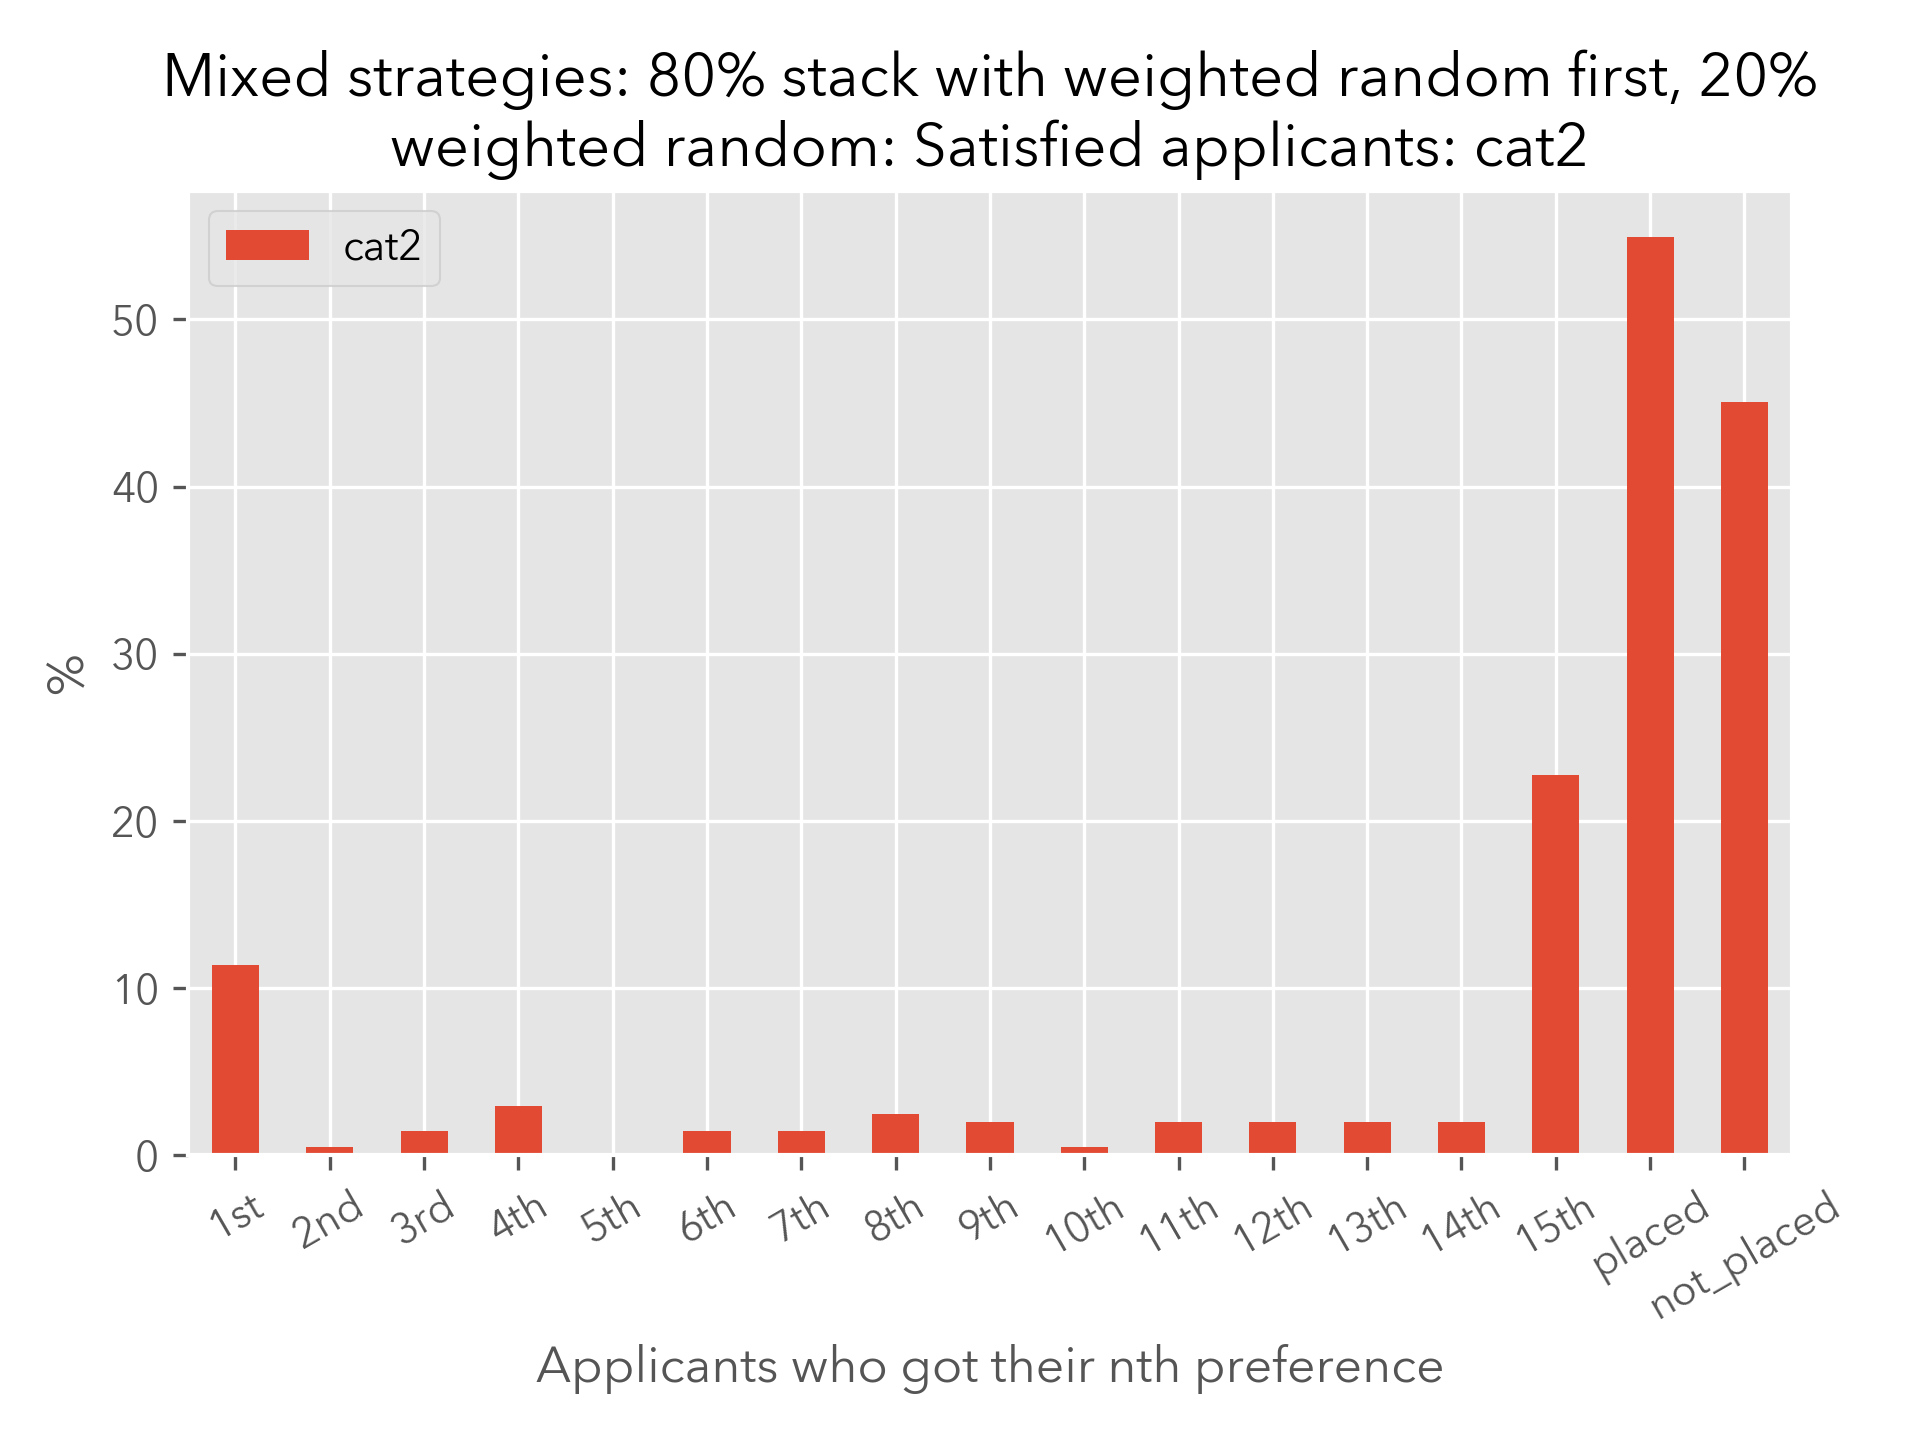 Mixed strategies: 80% stack with weighted random first, 20%
weighted random: Satisfied applicants: cat2
cat2
50
40
30
20
10
0
%
1st
2nd
3rd
4th
5th
6th
7th
8th
9th
10th
11th
12th
13th
14th
15th
placed
not_placed
Applicants who got their nth preference